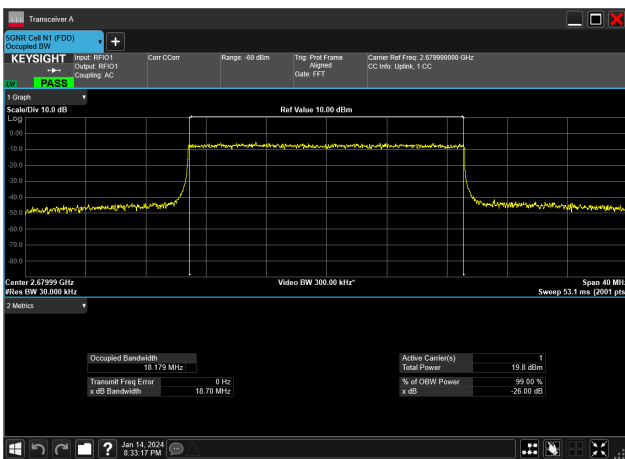 Transceiver A
5GNR Cell N1 (FDD)
Occupied BW
KEYSIGHT
Input: RFIO1
Output: RFIO1
Coupling: AC
Corr CCorr
Range: -60 dBm
Trig: Prot Frame
Aligned
Gate: FFT
Carrier Ref Freq: 2.679990000 GHz
CC Info: Uplink, 1 CC
PASS
1 Graph
Scale/Div 10.0 dB
Ref Value 10.00 dBm
Log
0.00
-10.0
-20.0
-30.0
-40.0
-50.0
-60.0
-70.0
-80.0
Center 2.67999 GHz
#Res BW 30.000 kHz
Video BW 300.00 kHz*
Span 40 MHz
Sweep 53.1 ms (2001 pts
2 Metrics
Occupied Bandwidth
18.179 MHz
Transmit Freq Error 0 Hz
x dB Bandwidth 18.70 MHz
Active Carrier(s) 1
Total Power 19.8 dBm
% of OBW Power 99.00 %
x dB -26.00 dB
?
Jan 14, 2024
8:33:17 PM